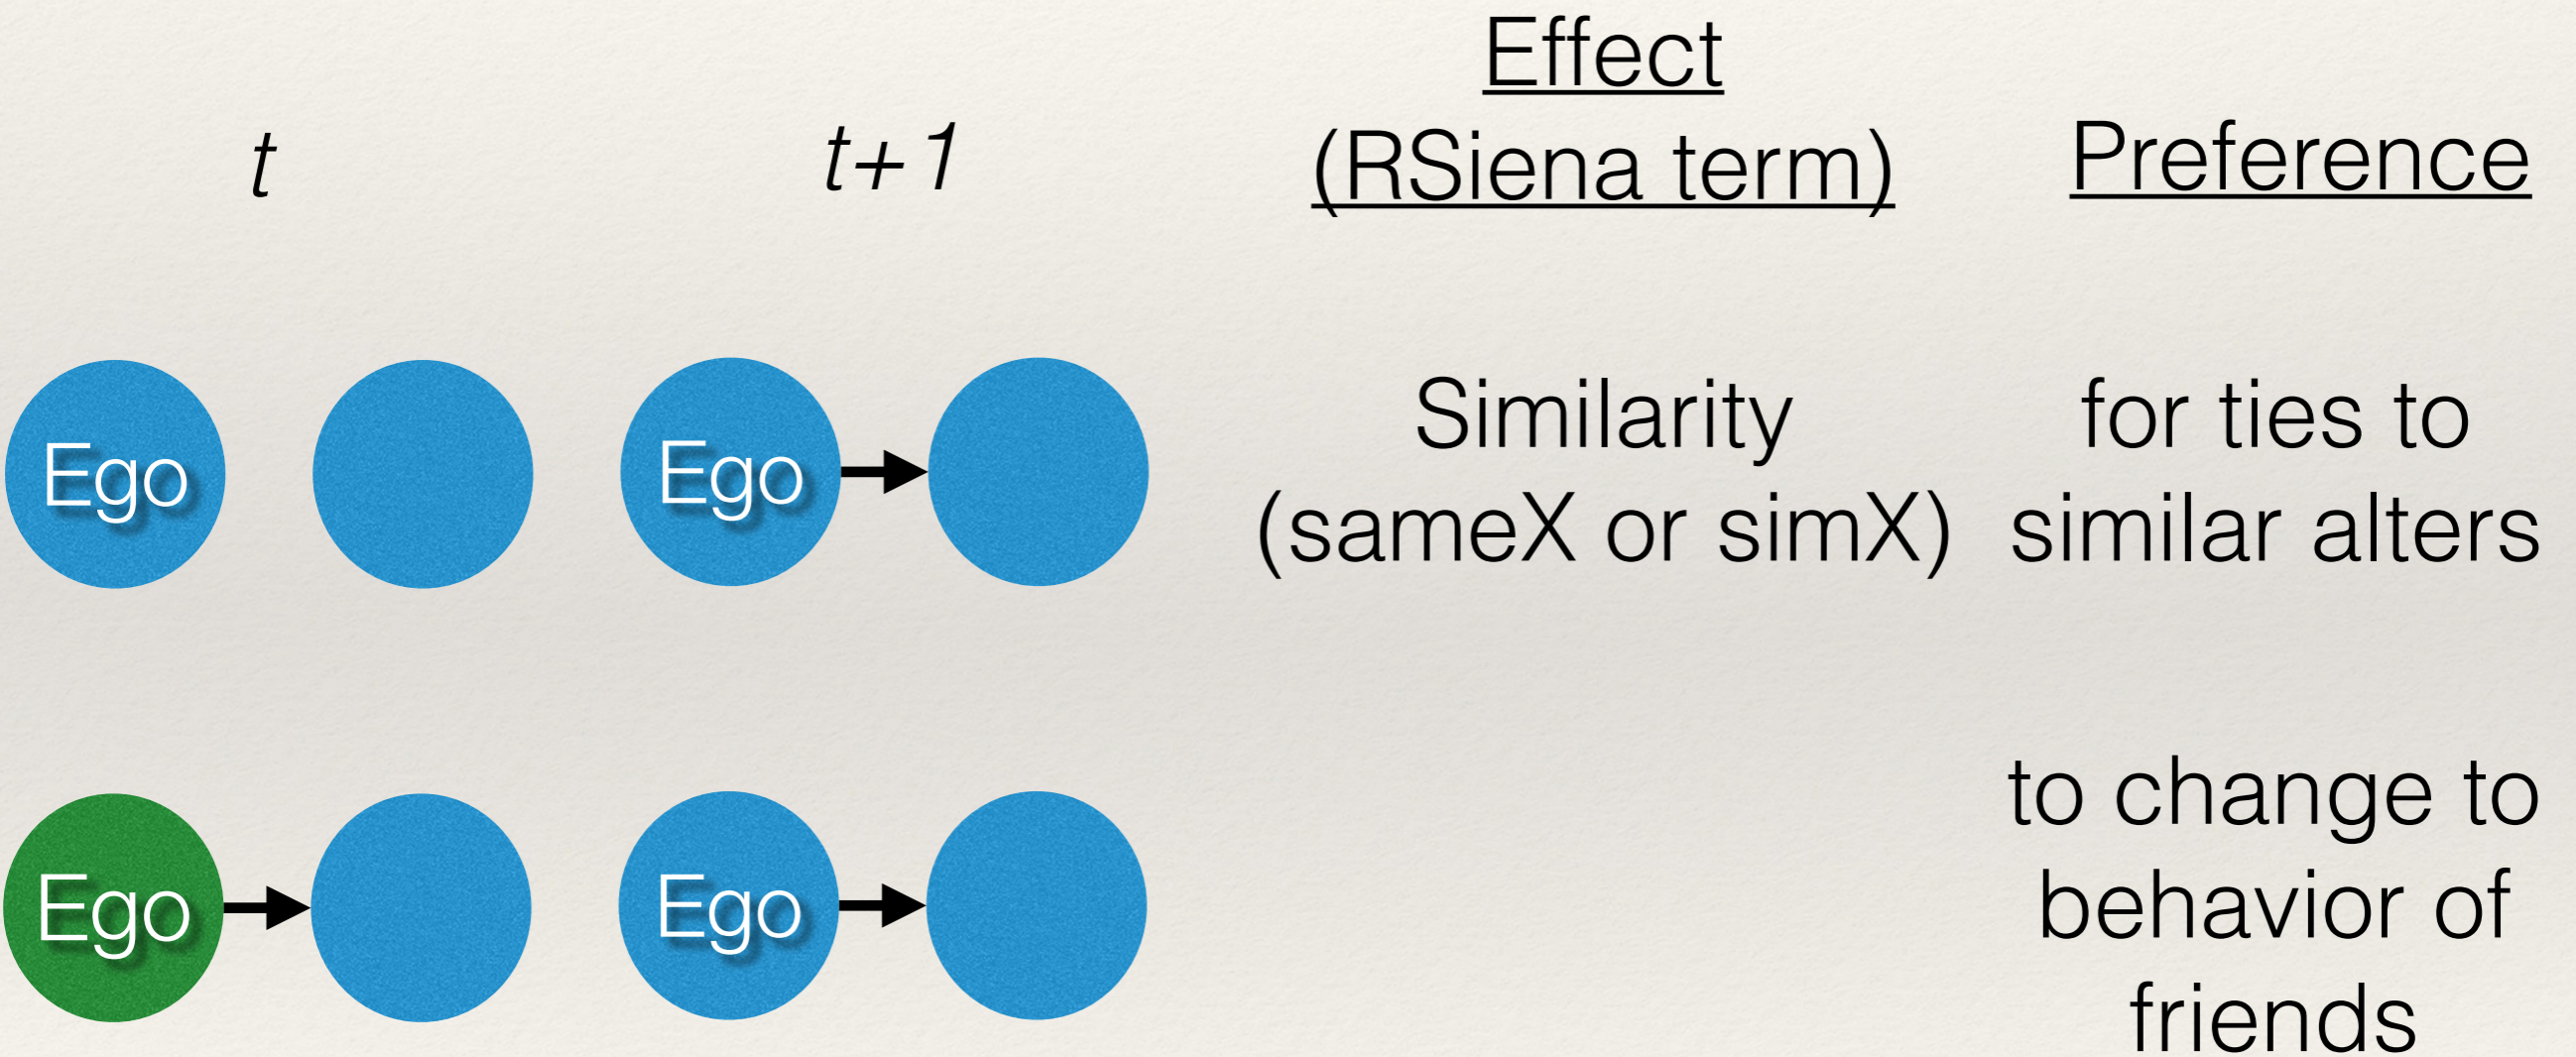 t
t+1
Effect
(RSiena term)
Preference
Ego
Ego
Similarity
(sameX or simX)
for ties to
similar alters
Ego
Ego
to change to
behavior of
friends